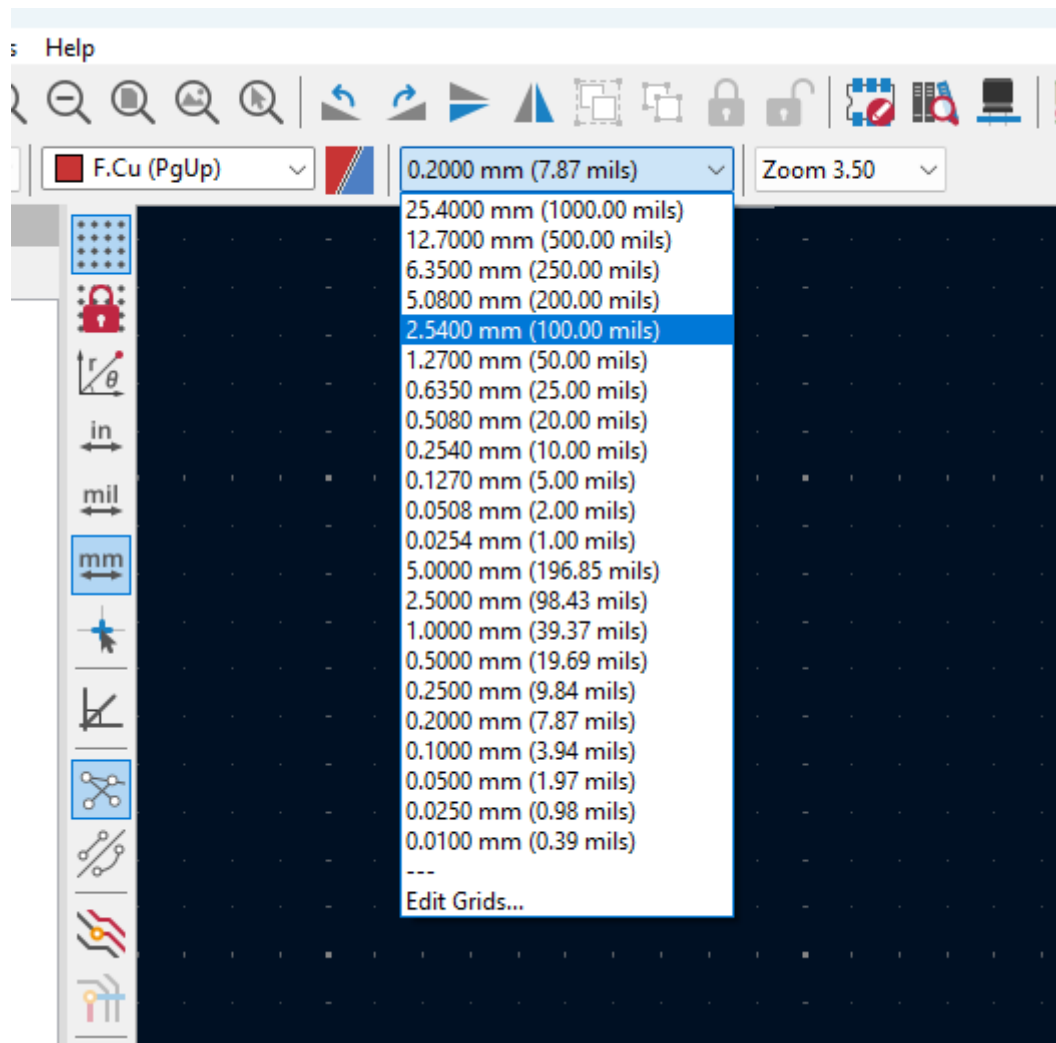 s Help
F.Cu (PgUp) 0.2000 mm (7.87 mils) Zoom 3.50
25.4000 mm (1000.00 mils)
12.7000 mm (500.00 mils)
6.3500 mm (250.00 mils)
5.0800 mm (200.00 mils)
2.5400 mm (100.00 mils)
1.2700 mm (50.00 mils)
0.6350 mm (25.00 mils)
0.5080 mm (20.00 mils)
0.2540 mm (10.00 mils)
0.1270 mm (5.00 mils)
0.0508 mm (2.00 mils)
0.0254 mm (1.00 mils)
5.0000 mm (196.85 mils)
2.5000 mm (98.43 mils)
1.0000 mm (39.37 mils)
0.5000 mm (19.69 mils)
0.2500 mm (9.84 mils)
0.2000 mm (7.87 mils)
0.1000 mm (3.94 mils)
0.0500 mm (1.97 mils)
0.0250 mm (0.98 mils)
0.0100 mm (0.39 mils)
---
Edit Grids...
r θ
in
mil
mm